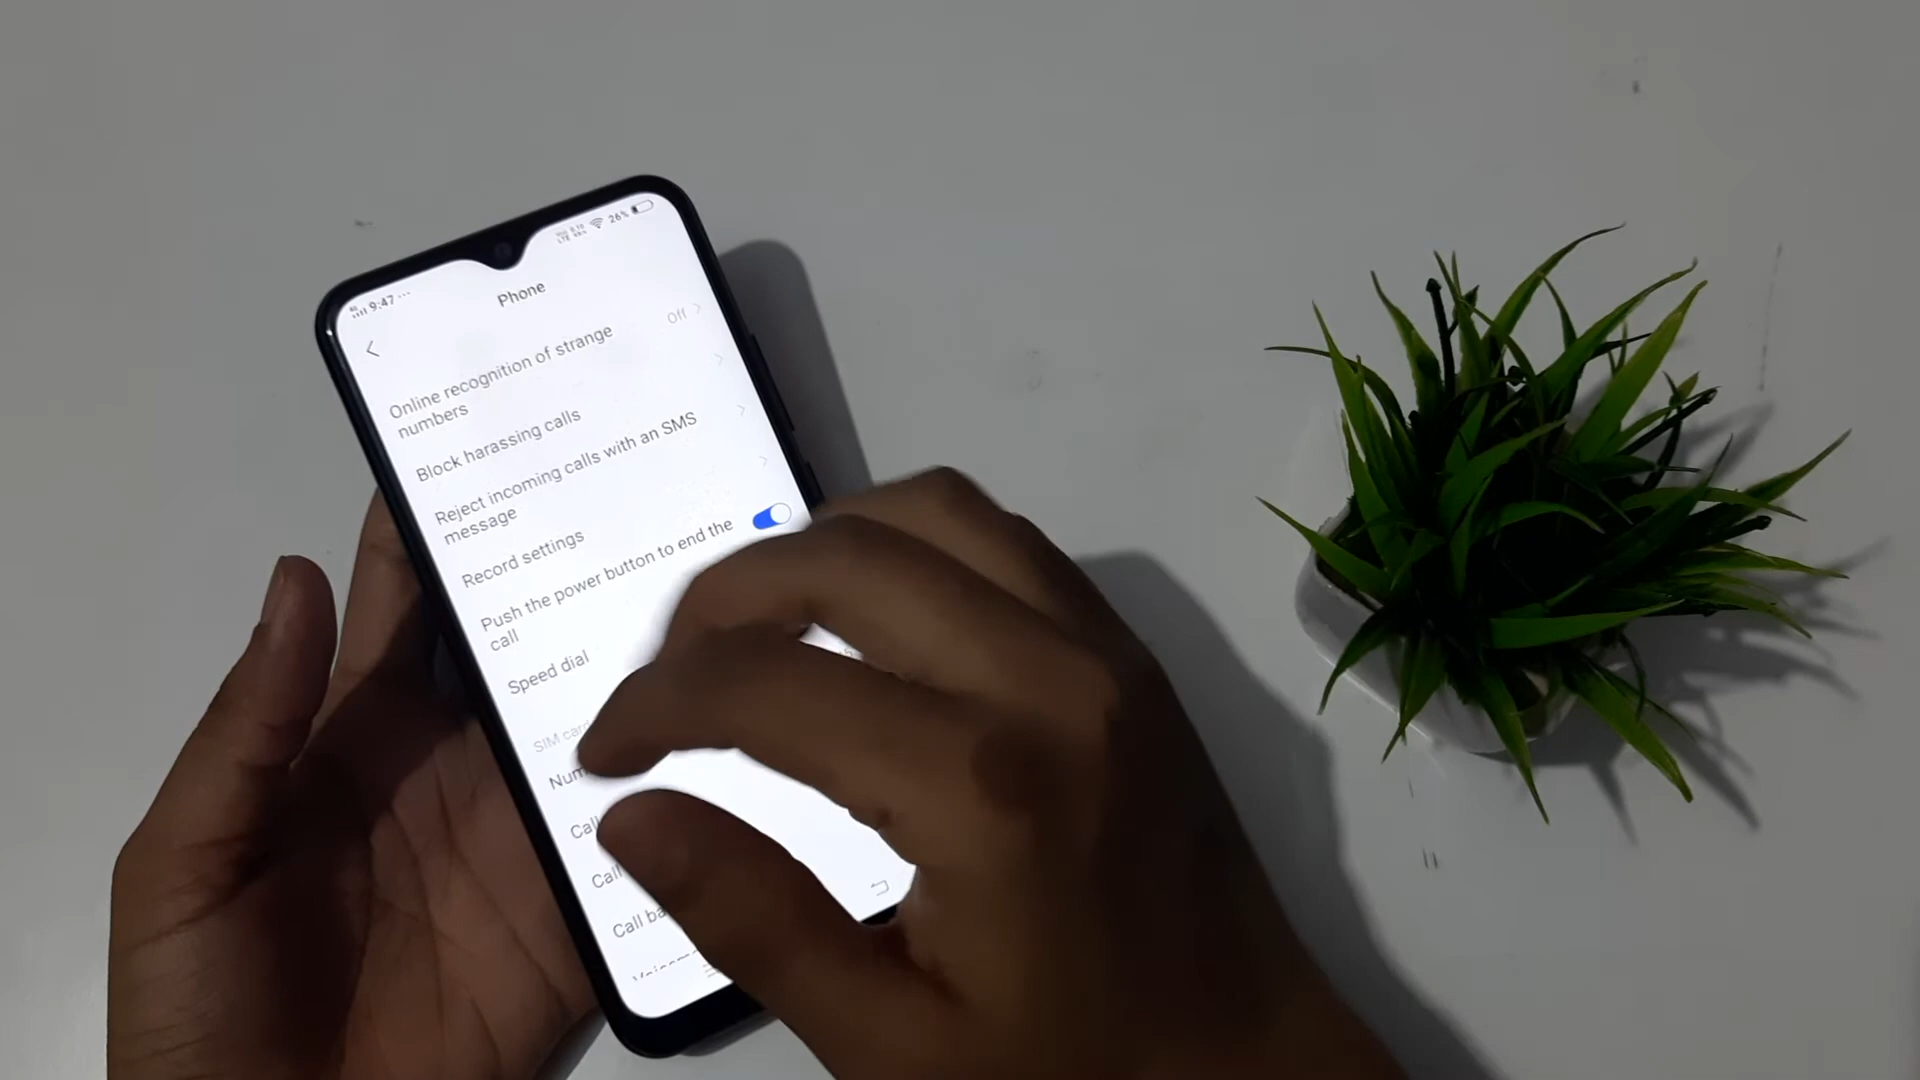 9:47 ...
26%
Phone
Online recognition of strange
numbers
Off
Block harassing calls
Reject incoming calls with an SMS
message
Record settings
Push the power button to end the
call
Speed dial
SIM card
Call
Call
Call